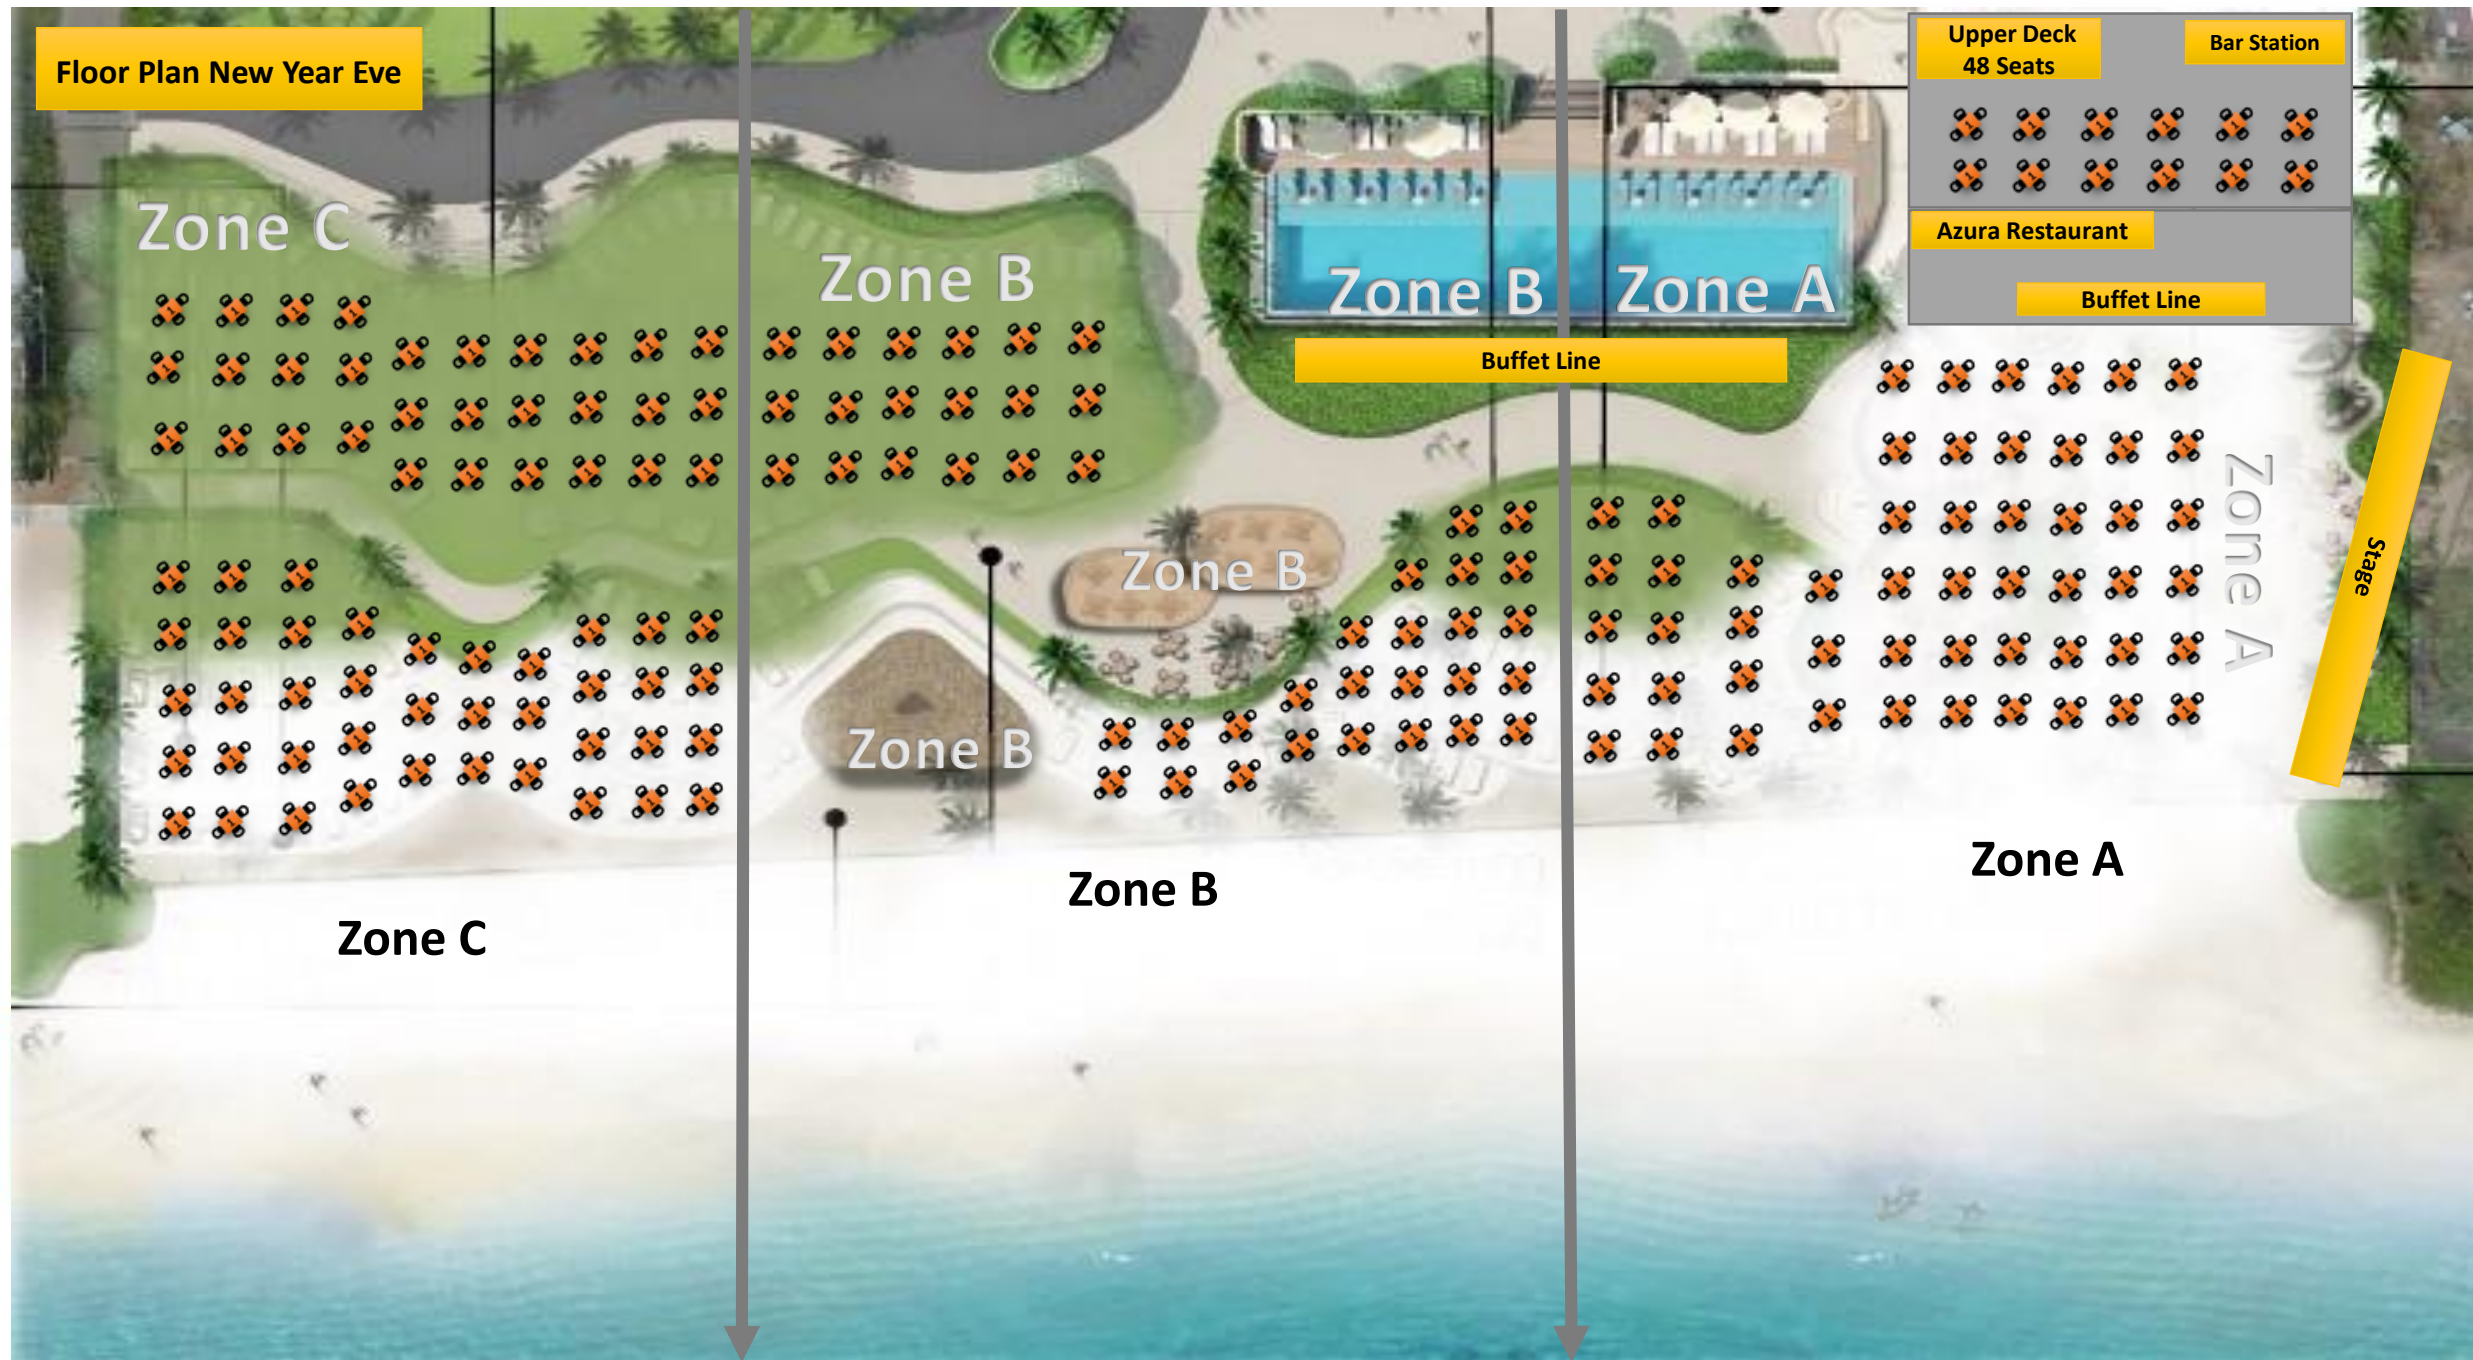 Floor Plan New Year Eve
Upper Deck
48 Seats
Bar Station
Azura Restaurant
Buffet Line
Zone C
Zone B
Zone B
Zone A
Buffet Line
Zone A
Stage
Zone B
Zone B
Zone A
Zone B
Zone C